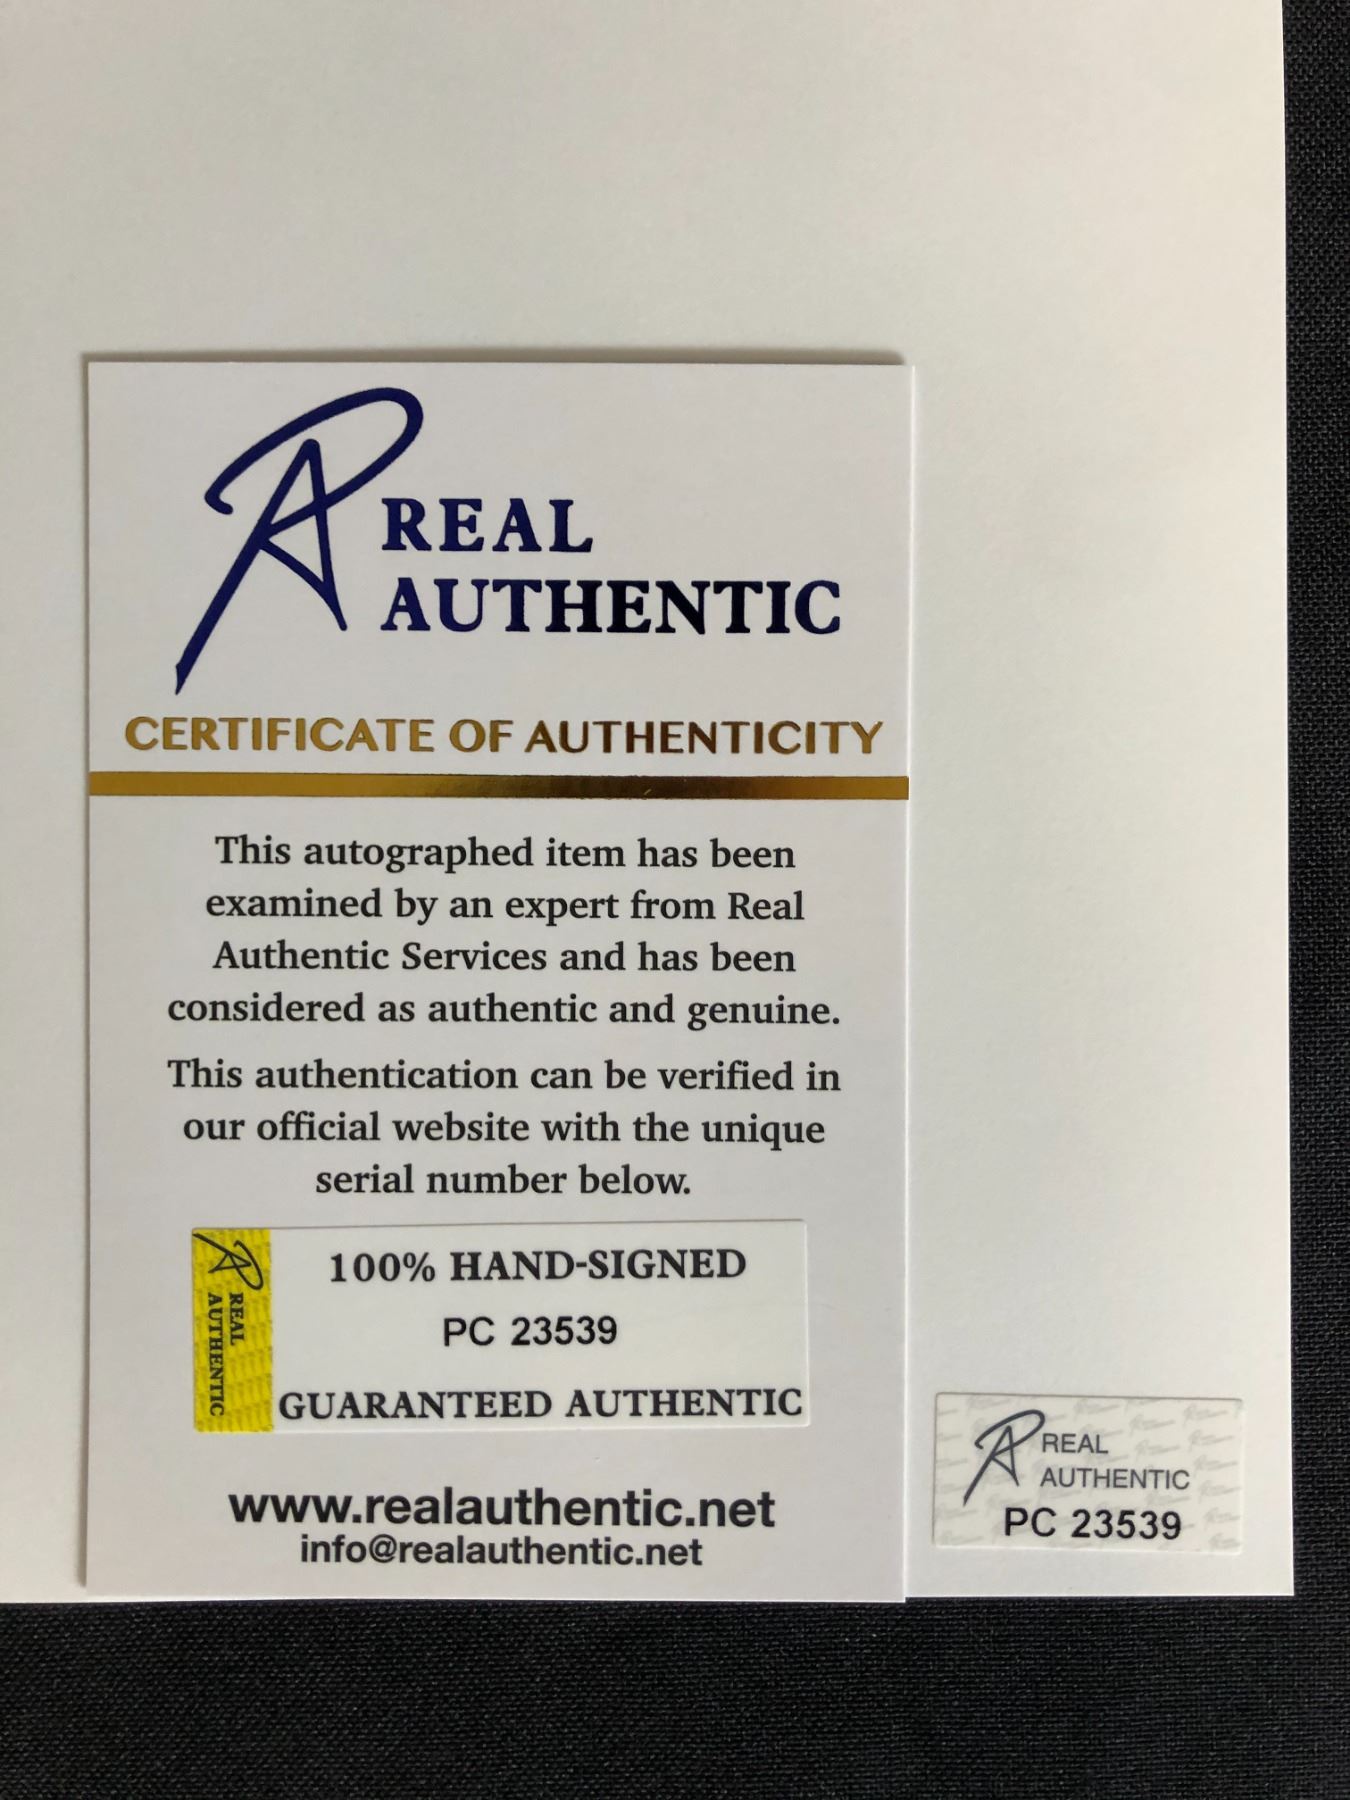 REAL
AUTHENTIC
CERTIFICATE OF AUTHENTICITY
This autographed item has been
examined by an expert from Real
Authentic Services and has been
considered as authentic and genuine.
This authentication can be verified in
our official website with the unique
serial number below.
REAL
AUTHENTIC
100% HAND-SIGNED
PC 23539
GUARANTEED AUTHENTIC
www.realauthentic.net
info@realauthentic.net
REAL
AUTHENTIC
PC 23539